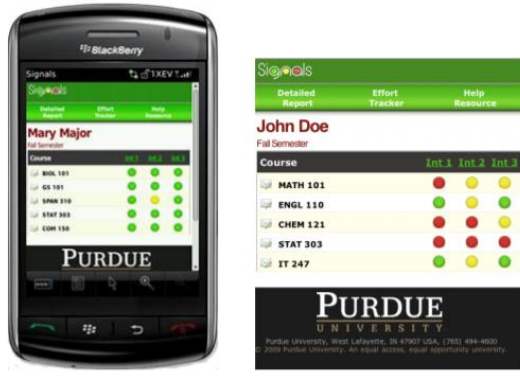 BlackBerry
Signals
1XEV
Signals
Detailed Report
Effort Tracker
Help Resource
Mary Major
Fall Semester
Course Int 1 Int 2 Int 3
BIOL 101
GS 101
SPAN 310
STAT 303
COM 150
PURDUE
Signals
Detailed Report
Effort Tracker
Help Resource
John Doe
Fall Semester
Course Int 1 Int 2 Int 3
MATH 101
ENGL 110
CHEM 121
STAT 303
IT 247
PURDUE
UNIVERSITY
Purdue University, West Lafayette, IN 47907 USA, (765) 494-4600
© 2009 Purdue University. An equal access, equal opportunity university.